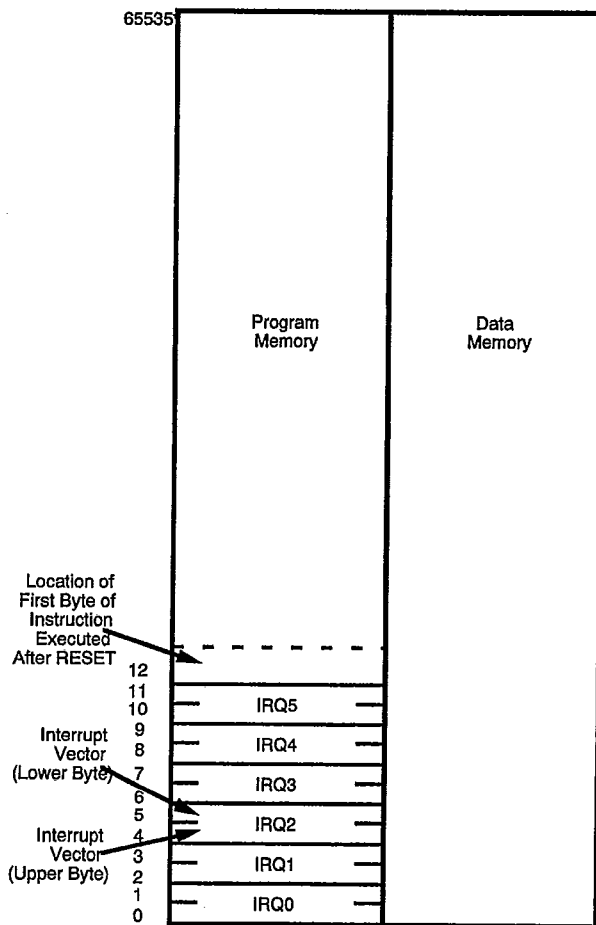 65535
Program
Memory
Data
Memory
Location of
First Byte of
Instruction
Executed
After RESET
12
11
10
IRQ5
9
8
IRQ4
Interrupt
Vector
(Lower Byte)
7
6
IRQ3
5
4
IRQ2
Interrupt
Vector
(Upper Byte)
3
2
IRQ1
1
0
IRQ0